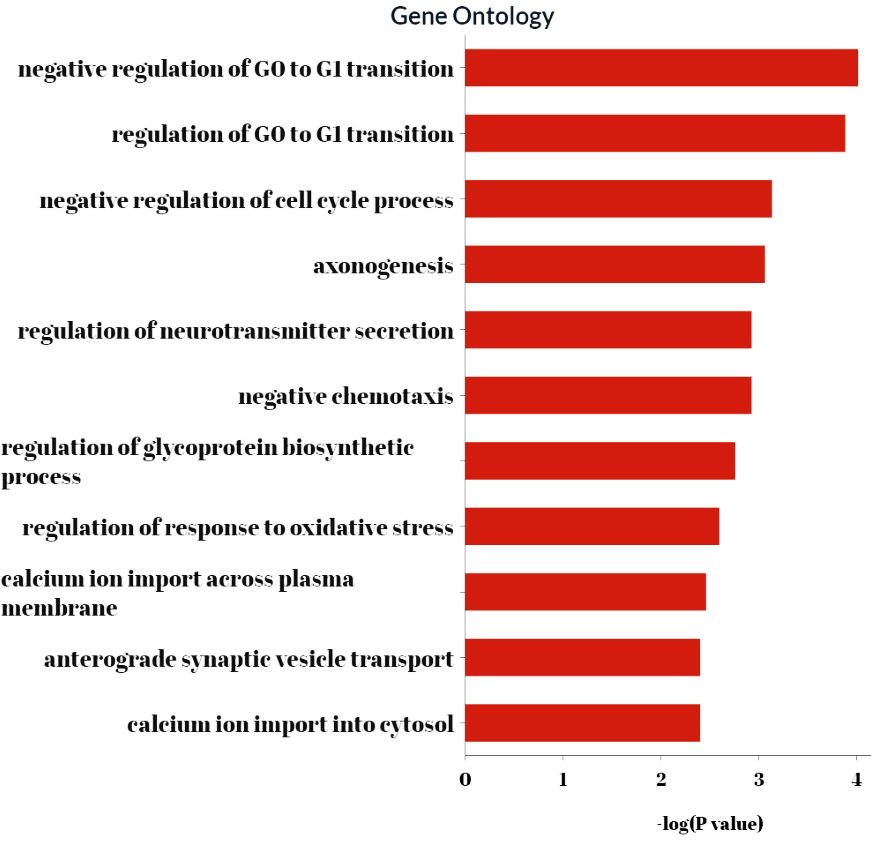 Gene Ontology
negative regulation of G0 to G1 transition
regulation of G0 to G1 transition
negative regulation of cell cycle process
axonogenesis
regulation of neurotransmitter secretion
negative chemotaxis
regulation of glycoprotein biosynthetic
process
regulation of response to oxidative stress
calcium ion import across plasma
membrane
anterograde synaptic vesicle transport
calcium ion import into cytosol
0 1 2 3 4
-log(P value)